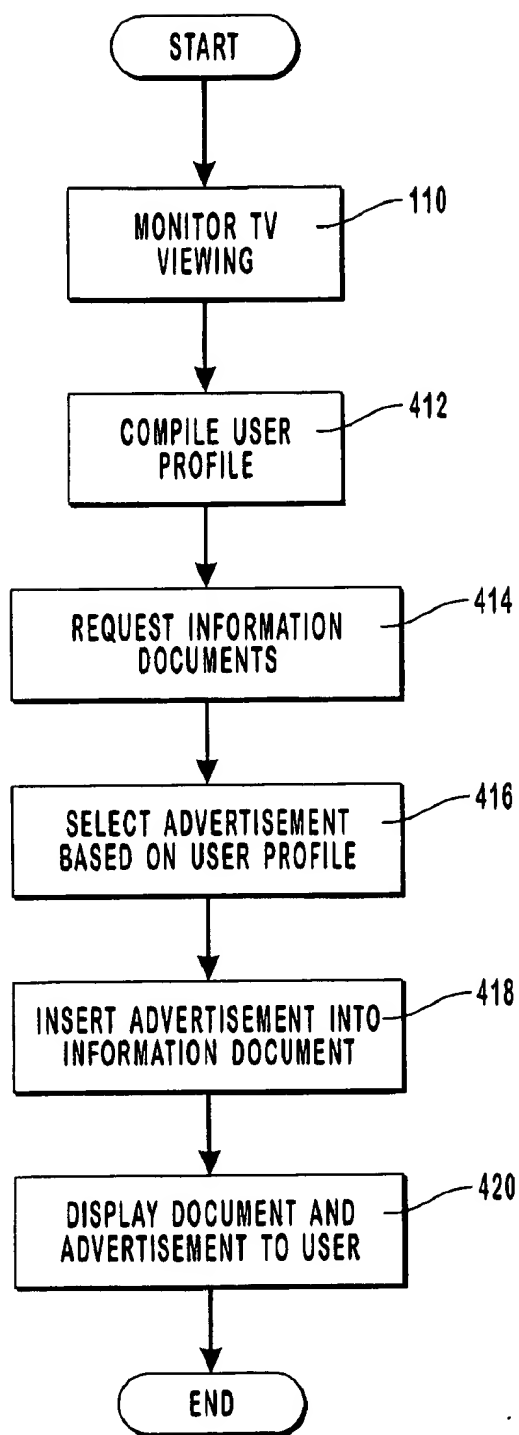 START
110
MONITOR TV
VIEWING
412
COMPILE USER
PROFILE
414
REQUEST INFORMATION
DOCUMENTS
416
SELECT ADVERTISEMENT
BASED ON USER PROFILE
418
INSERT ADVERTISEMENT INTO
INFORMATION DOCUMENT
420
DISPLAY DOCUMENT AND
ADVERTISEMENT TO USER
END